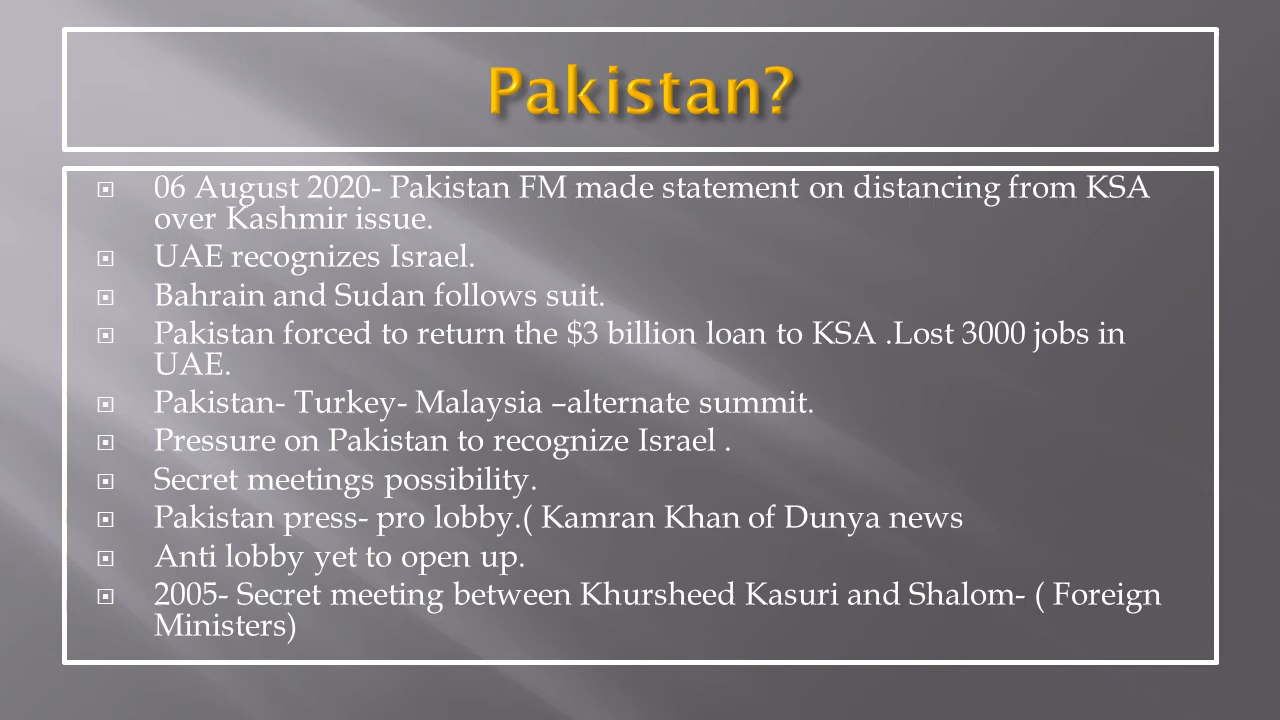 Pakistan?
06 August 2020- Pakistan FM made statement on distancing from KSA
over Kashmir issue.
UAE recognizes Israel.
Bahrain and Sudan follows suit.
Pakistan forced to return the $3 billion loan to KSA .Lost 3000 jobs in
UAE.
Pakistan- Turkey- Malaysia –alternate summit.
Pressure on Pakistan to recognize Israel .
Secret meetings possibility.
Pakistan press- pro lobby.( Kamran Khan of Dunya news
Anti lobby yet to open up.
2005- Secret meeting between Khursheed Kasuri and Shalom- ( Foreign
Ministers)